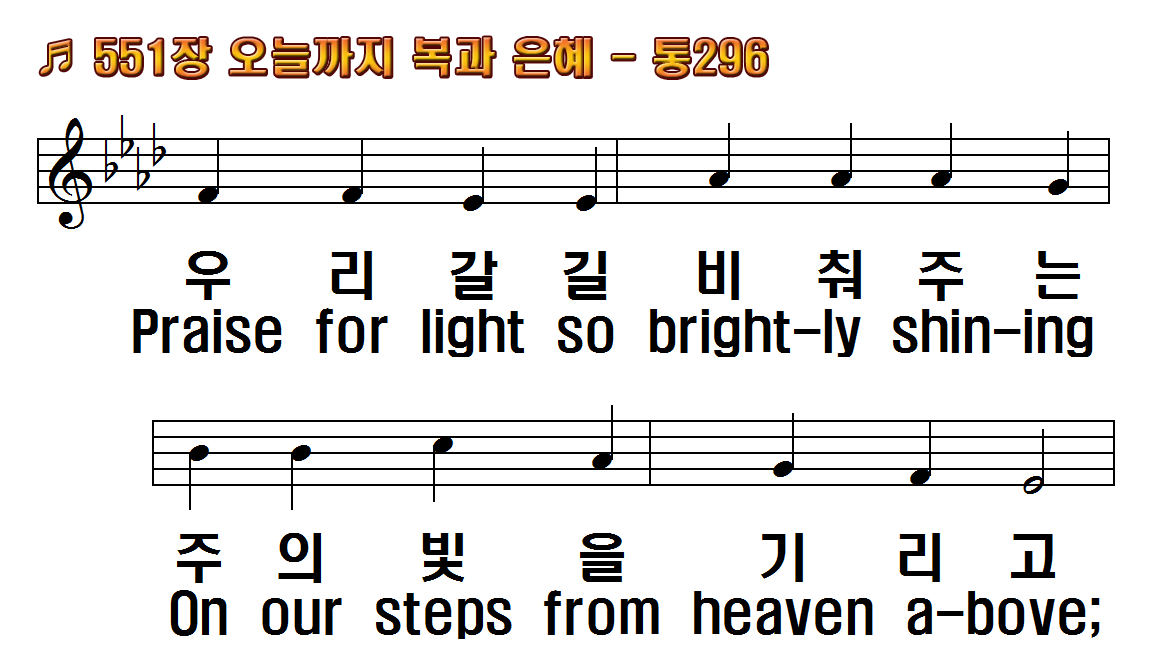 551장 오늘까지 복과 은혜 - 통296
우 리 갈 길 비 춰 주 는
Praise for light so bright-ly shin-ing
주 의 빛 을 기 리 고
On our steps from heaven a-bove;